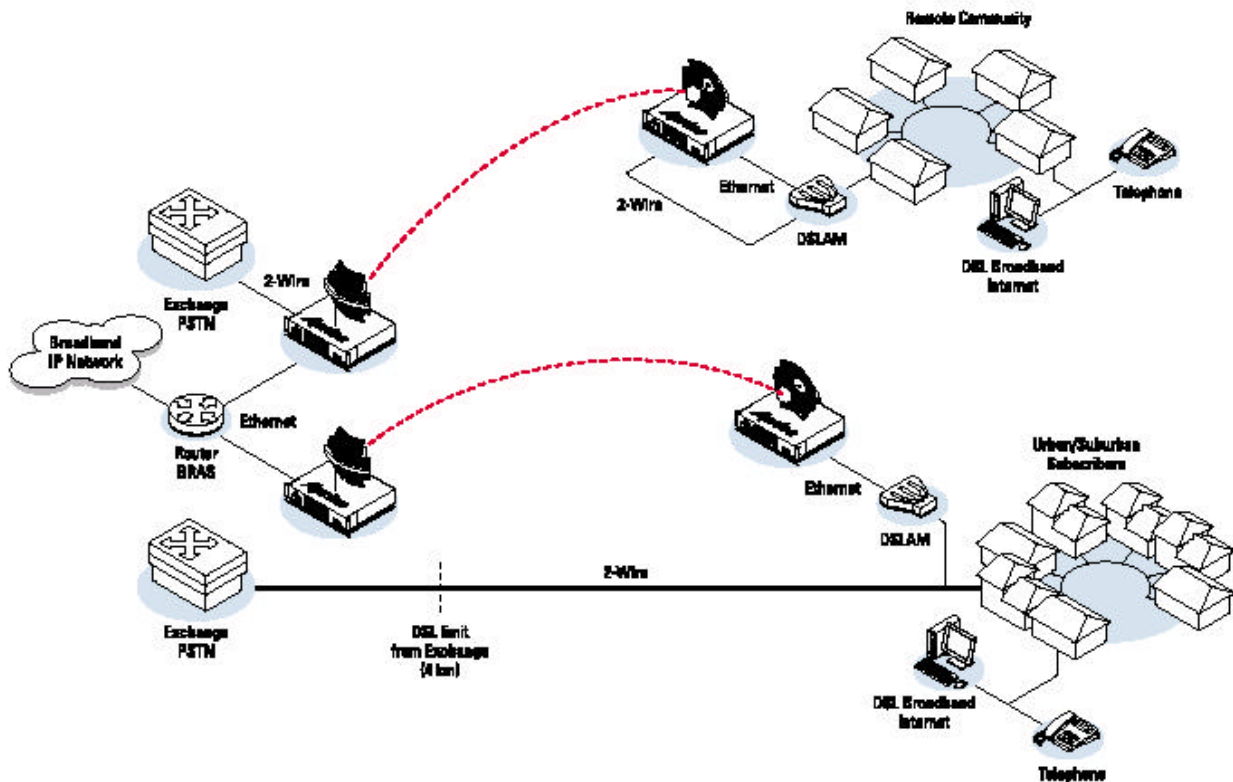 Remote Community
Ethernet
2-Wire
DSLAM
Telephone
DSL Broadband
Internet
2-Wire
Exchange
PSTN
Broadband
IP Network
Ethernet
Router
BRAS
Urban/Suburban
Subscribers
Ethernet
DSLAM
2-Wire
Exchange
PSTN
DSL limit
from Exchange
(4 km)
DSL Broadband
Internet
Telephone